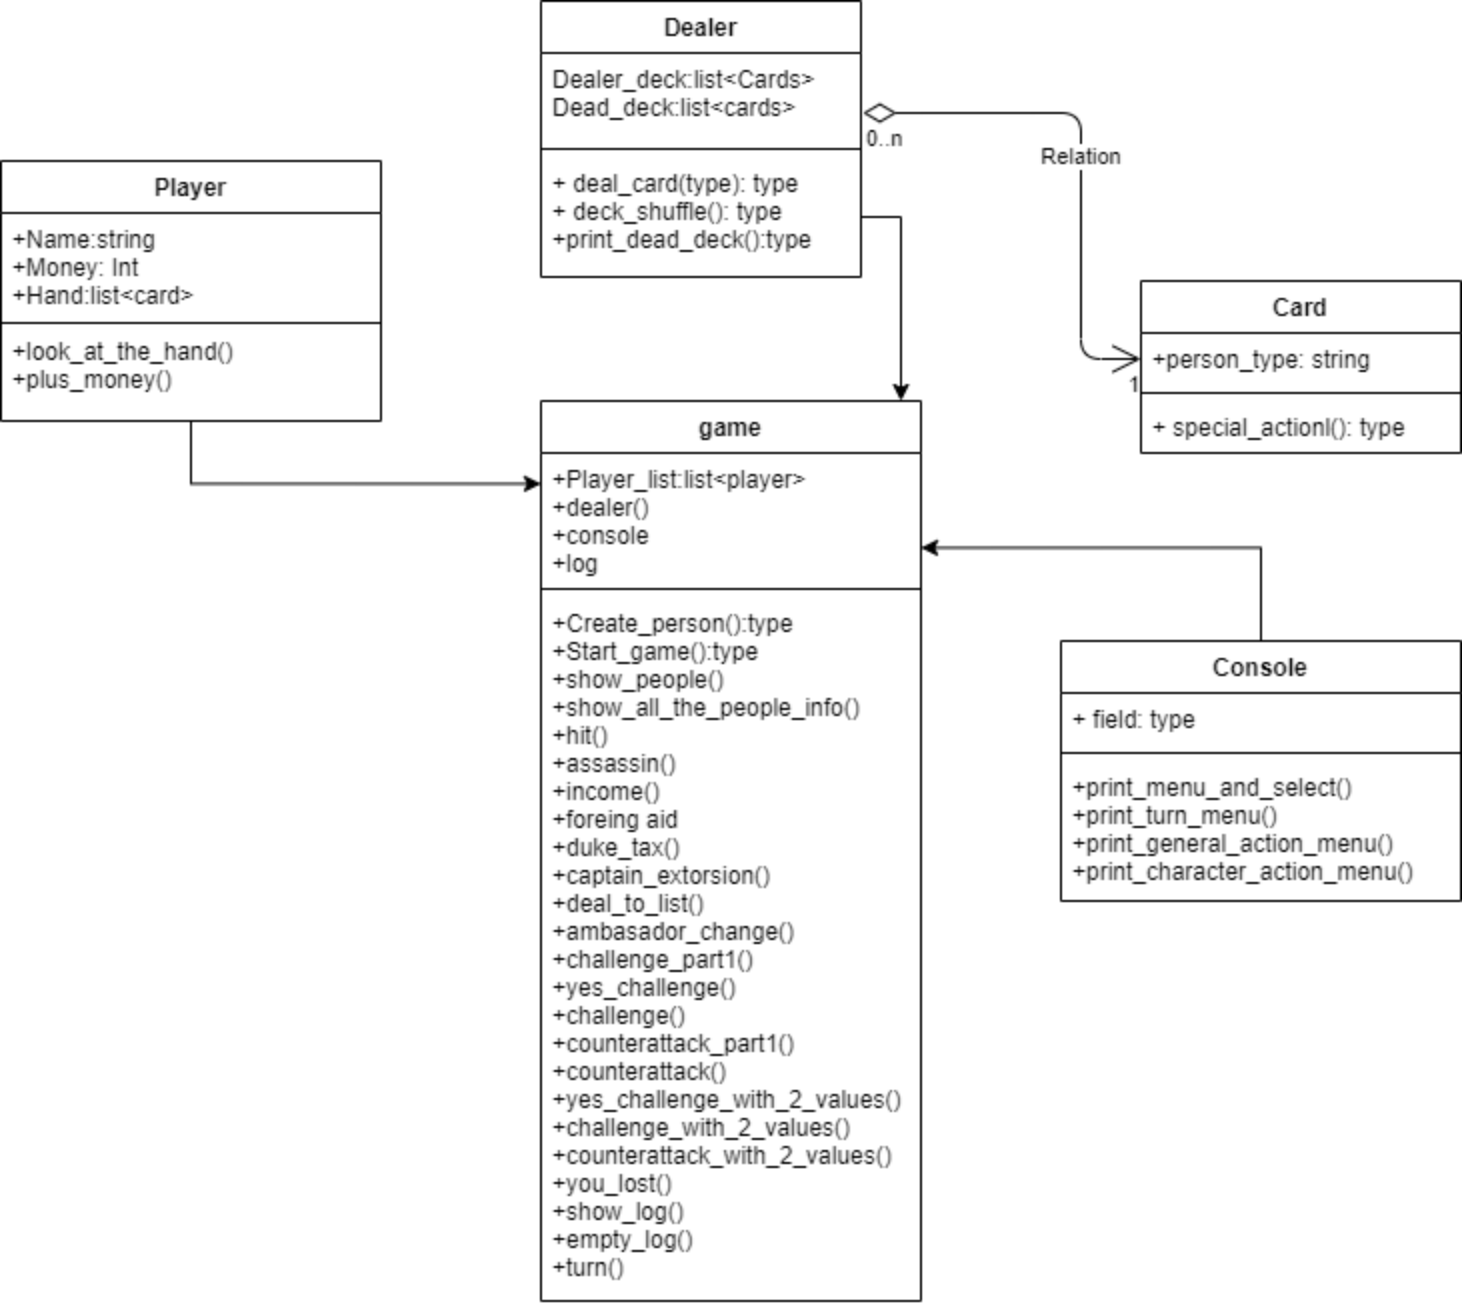 Dealer
Dealer_deck:list<Cards>
Dead_deck:list<cards>
+ deal_card(type): type
+ deck_shuffle(): type
+print_dead_deck():type
0..n
Relation
1
Player
+Name:string
+Money: Int
+Hand:list<card>
+look_at_the_hand()
+plus_money()
Card
+person_type: string
+ special_actionl(): type
game
+Player_list:list<player>
+dealer()
+console
+log
+Create_person():type
+Start_game():type
+show_people()
+show_all_the_people_info()
+hit()
+assassin()
+income()
+foreing aid
+duke_tax()
+captain_extorsion()
+deal_to_list()
+ambasador_change()
+challenge_part1()
+yes_challenge()
+challenge()
+counterattack_part1()
+counterattack()
+yes_challenge_with_2_values()
+challenge_with_2_values()
+counterattack_with_2_values()
+you_lost()
+show_log()
+empty_log()
+turn()
Console
+ field: type
+print_menu_and_select()
+print_turn_menu()
+print_general_action_menu()
+print_character_action_menu()